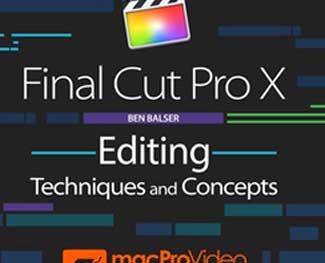 Final Cut Pro X
BEN BALSER
Editing
Techniques and Concepts
macProVideo